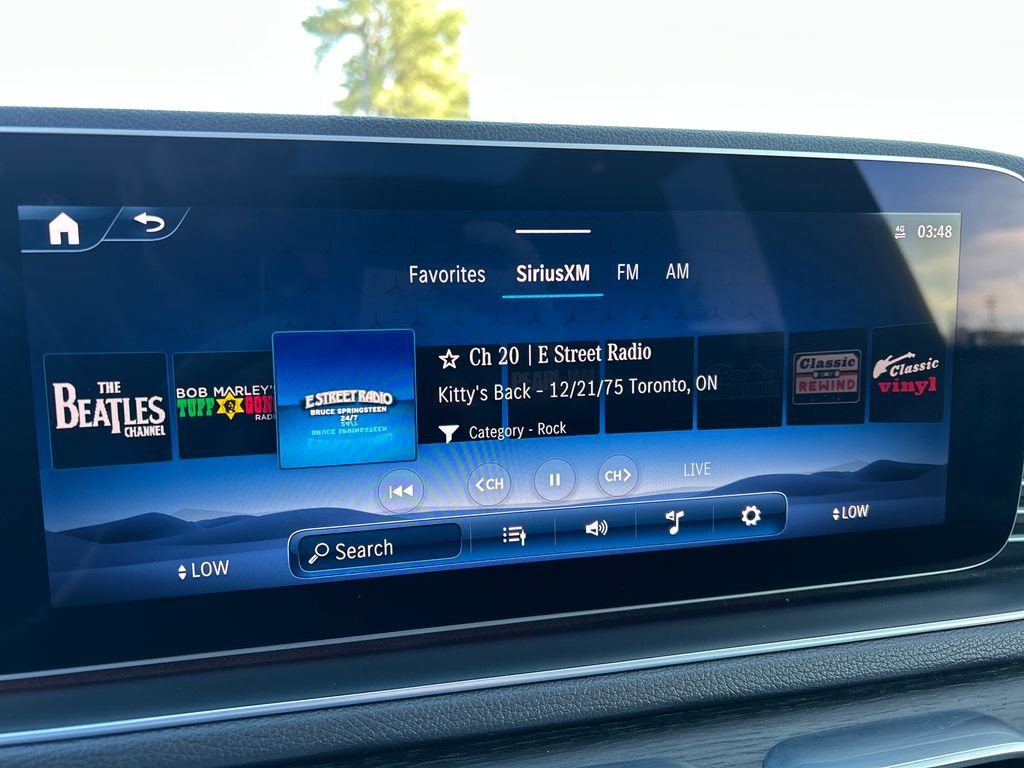 4G
03:48
Favorites SiriusXM FM AM
THE
BEATLES
CHANNEL
BOB MARLEY'S
TUFF GONG
RADIO
E STREET RADIO
BRUCE SPRINGSTEEN
24/7
Ch 20 | E Street Radio
Kitty's Back - 12/21/75 Toronto, ON
Category - Rock
PEARL JAM
Classic
REWIND
Classic
vinyl
<CH
CH>
LIVE
LOW
Search
LOW